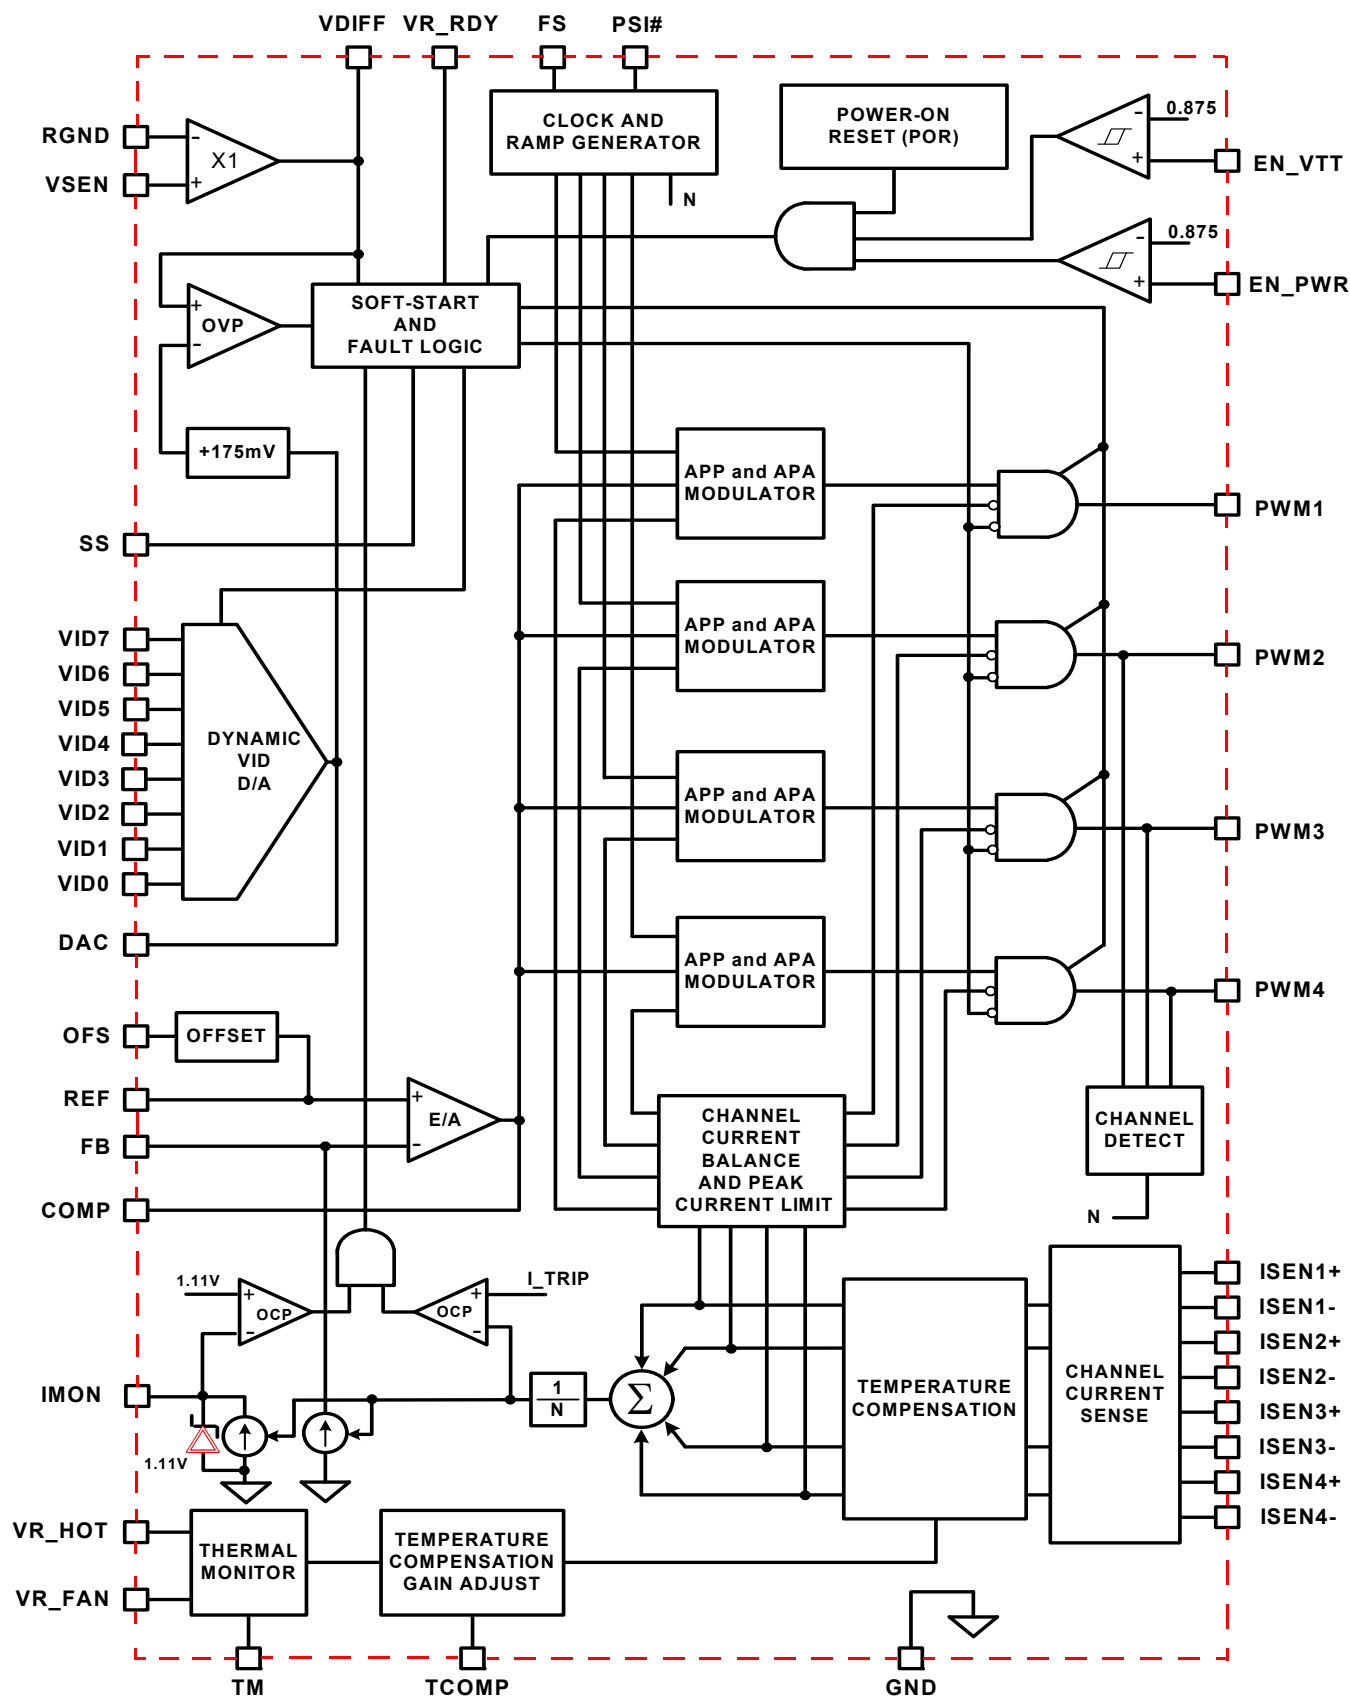 VDIFF VR_RDY FS PSI#
RGND
VSEN
-
+
X1
CLOCK AND
RAMP GENERATOR
N
POWER-ON
RESET (POR)
-
+
0.875
EN_VTT
-
+
0.875
EN_PWR
+
-
OVP
SOFT-START
AND
FAULT LOGIC
+175mV
SS
VID7
VID6
VID5
VID4
VID3
VID2
VID1
VID0
DYNAMIC
VID
D/A
DAC
APP and APA
MODULATOR
PWM1
APP and APA
MODULATOR
PWM2
APP and APA
MODULATOR
PWM3
APP and APA
MODULATOR
PWM4
OFS
OFFSET
REF
FB
+
-
E/A
COMP
CHANNEL
CURRENT
BALANCE
AND PEAK
CURRENT LIMIT
CHANNEL
DETECT
N
1.11V
+
-
OCP
I_TRIP
+
-
OCP
IMON
1.11V
1
N
Σ
TEMPERATURE
COMPENSATION
CHANNEL
CURRENT
SENSE
ISEN1+
ISEN1-
ISEN2+
ISEN2-
ISEN3+
ISEN3-
ISEN4+
ISEN4-
VR_HOT
VR_FAN
THERMAL
MONITOR
TEMPERATURE
COMPENSATION
GAIN ADJUST
TM
TCOMP
GND